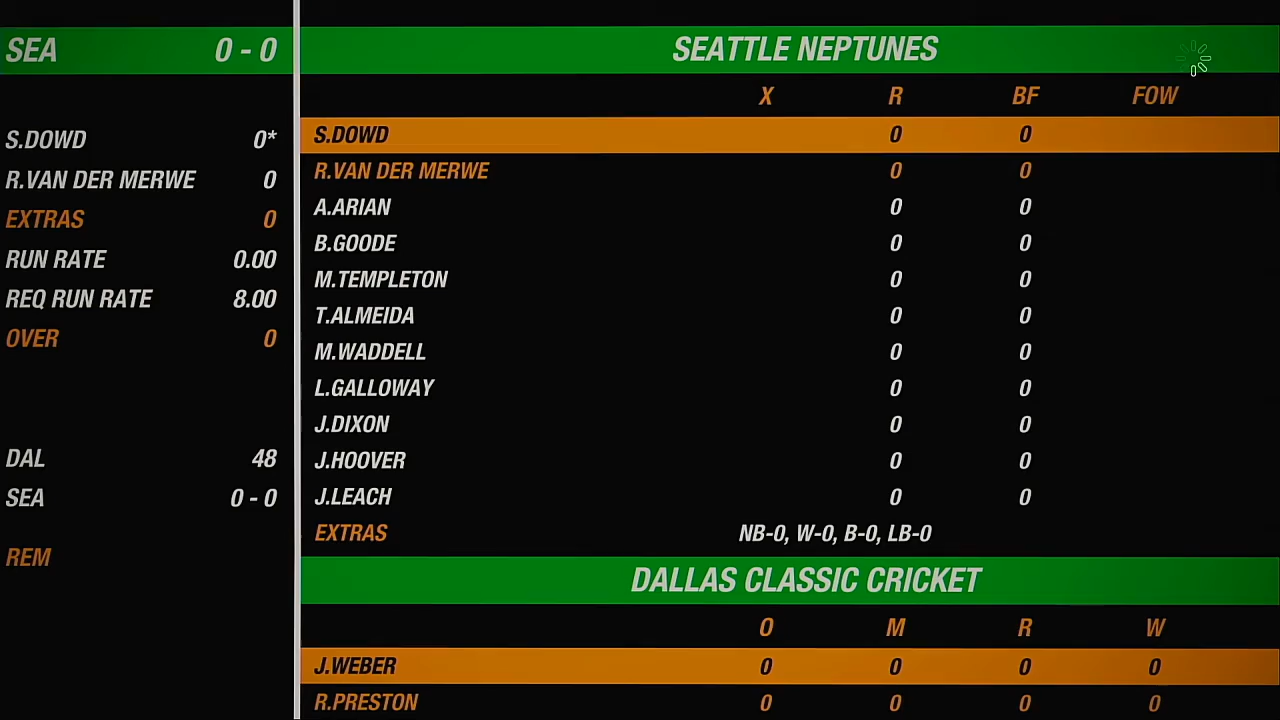 SEA 0 - 0
S.DOWD 0*
R.VAN DER MERWE 0
EXTRAS 0
RUN RATE 0.00
REQ RUN RATE 8.00
OVER 0
DAL 48
SEA 0 - 0
REM
SEATTLE NEPTUNES
X R BF FOW
S.DOWD 0 0
R.VAN DER MERWE 0 0
A.ARIAN 0 0
B.GOODE 0 0
M.TEMPLETON 0 0
T.ALMEIDA 0 0
M.WADDELL 0 0
L.GALLOWAY 0 0
J.DIXON 0 0
J.HOOVER 0 0
J.LEACH 0 0
EXTRAS NB-0, W-0, B-0, LB-0
DALLAS CLASSIC CRICKET
O M R W
J.WEBER 0 0 0 0
R.PRESTON 0 0 0 0